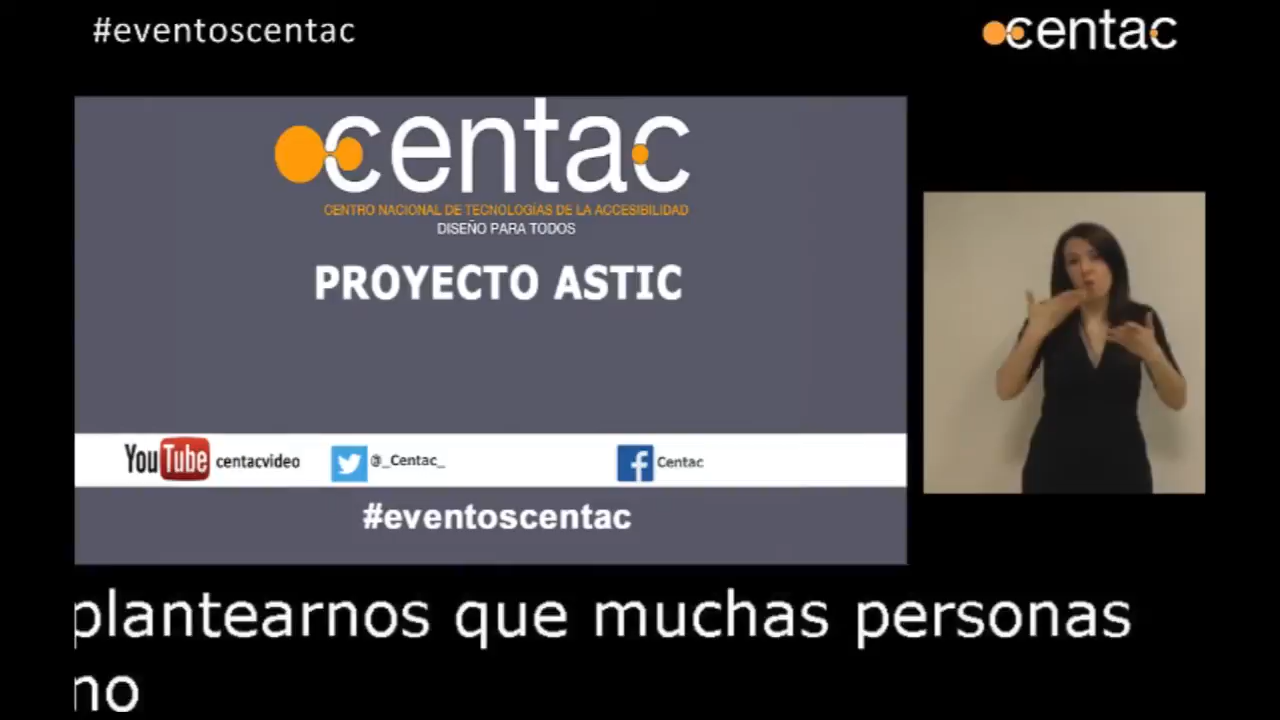 #eventoscentac
centac
centac
CENTRO NACIONAL DE TECNOLOGÍAS DE LA ACCESIBILIDAD
DISEÑO PARA TODOS
PROYECTO ASTIC
YouTube centacvideo
@_Centac_
Centac
#eventoscentac
plantearnos que muchas personas
no